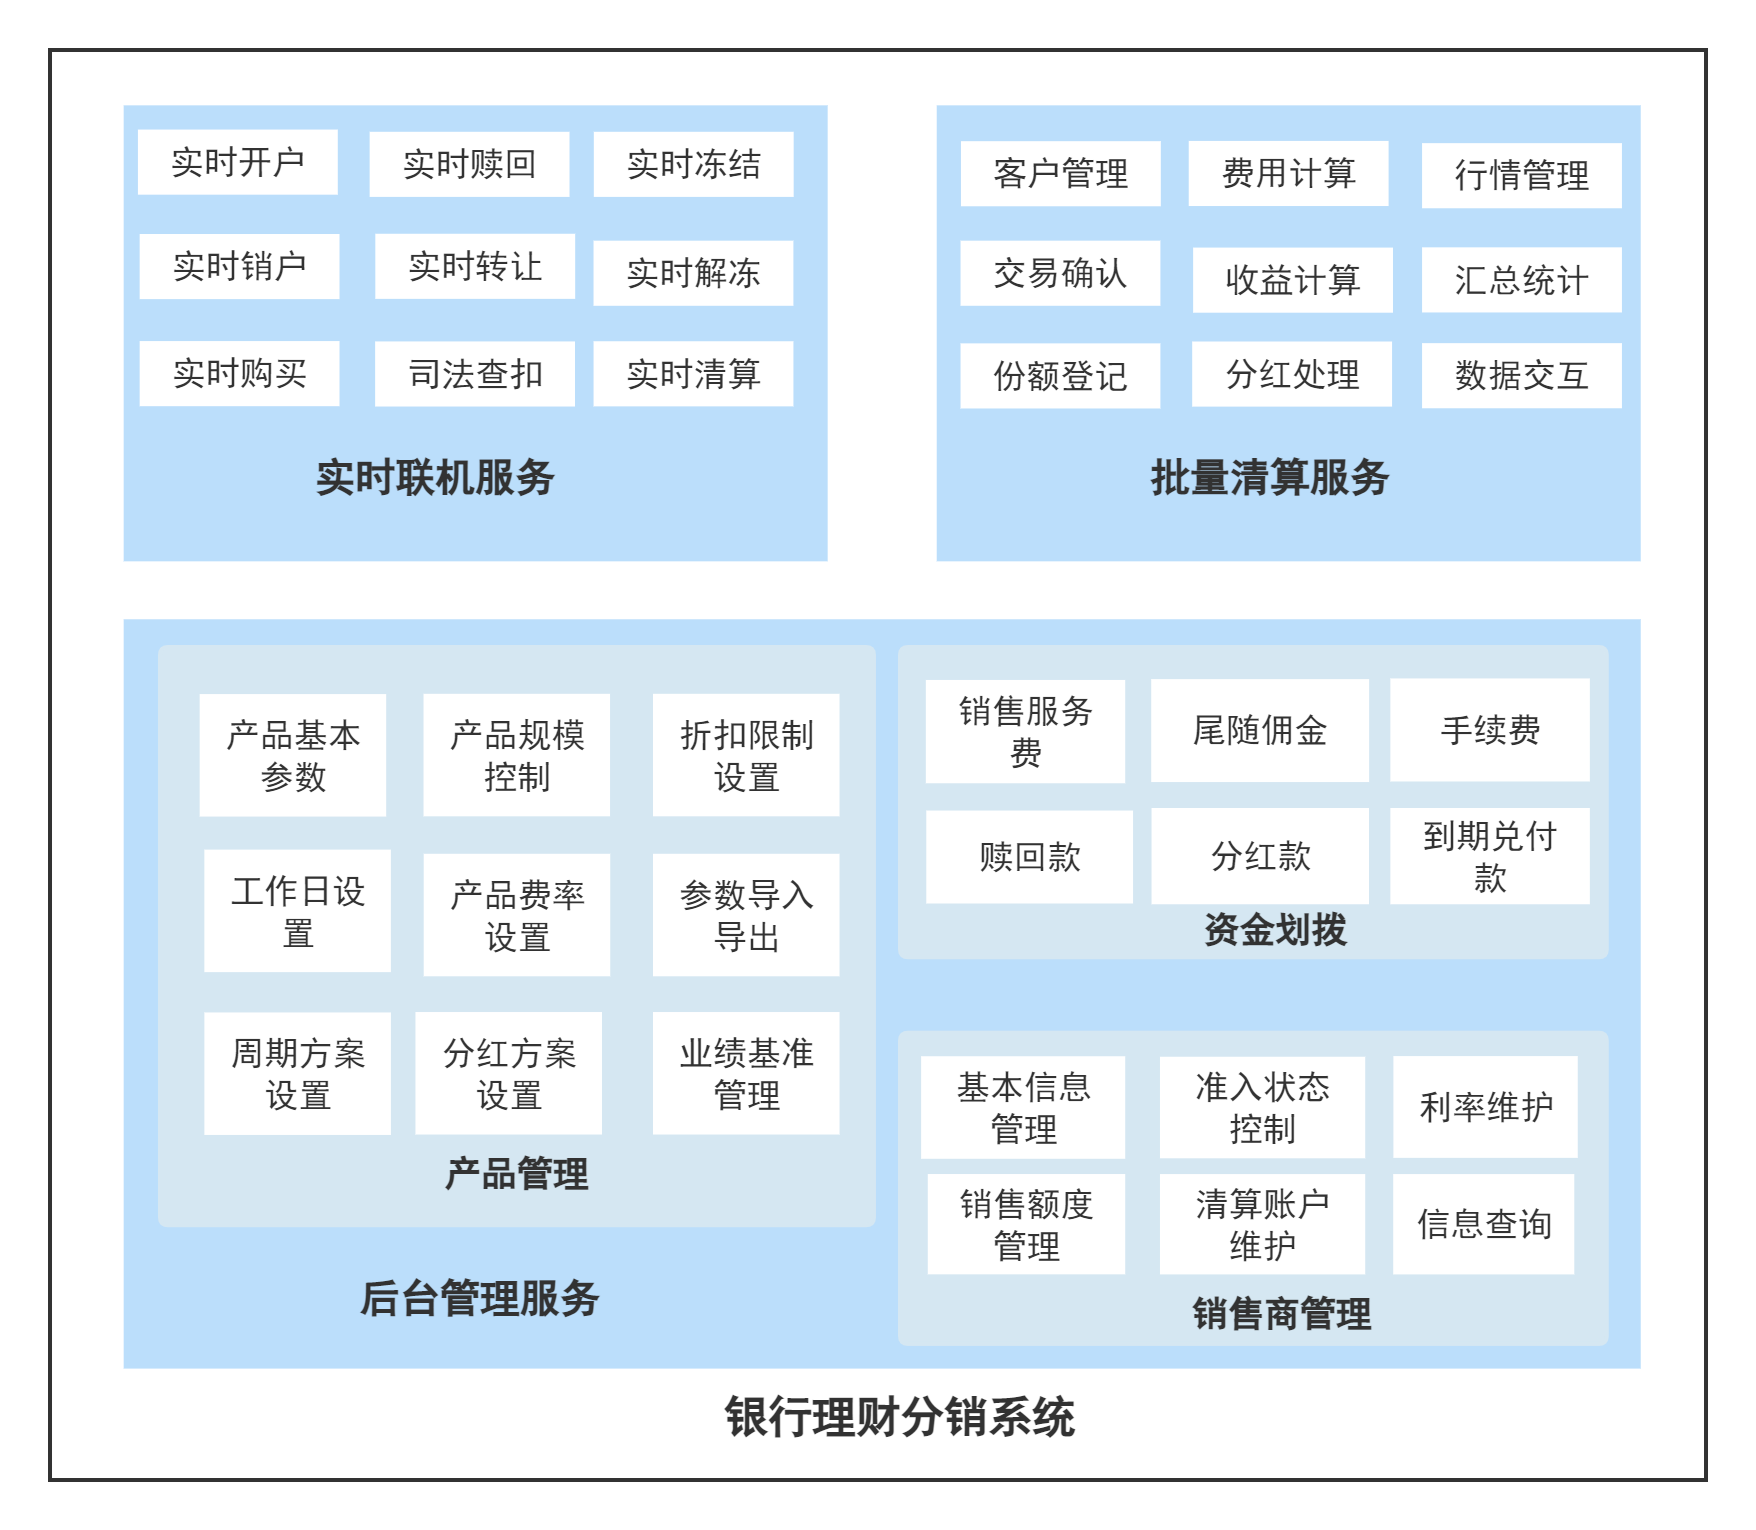 实时开户
实时赎回
实时冻结
实时销户
实时转让
实时解冻
实时购买
司法查扣
实时清算
实时联机服务
客户管理
费用计算
行情管理
交易确认
收益计算
汇总统计
份额登记
分红处理
数据交互
批量清算服务
产品基本
参数
产品规模
控制
折扣限制
设置
工作日设
置
产品费率
设置
参数导入
导出
周期方案
设置
分红方案
设置
业绩基准
管理
产品管理
销售服务
费
尾随佣金
手续费
赎回款
分红款
到期兑付
款
资金划拨
基本信息
管理
准入状态
控制
利率维护
销售额度
管理
清算账户
维护
信息查询
销售商管理
后台管理服务
银行理财分销系统